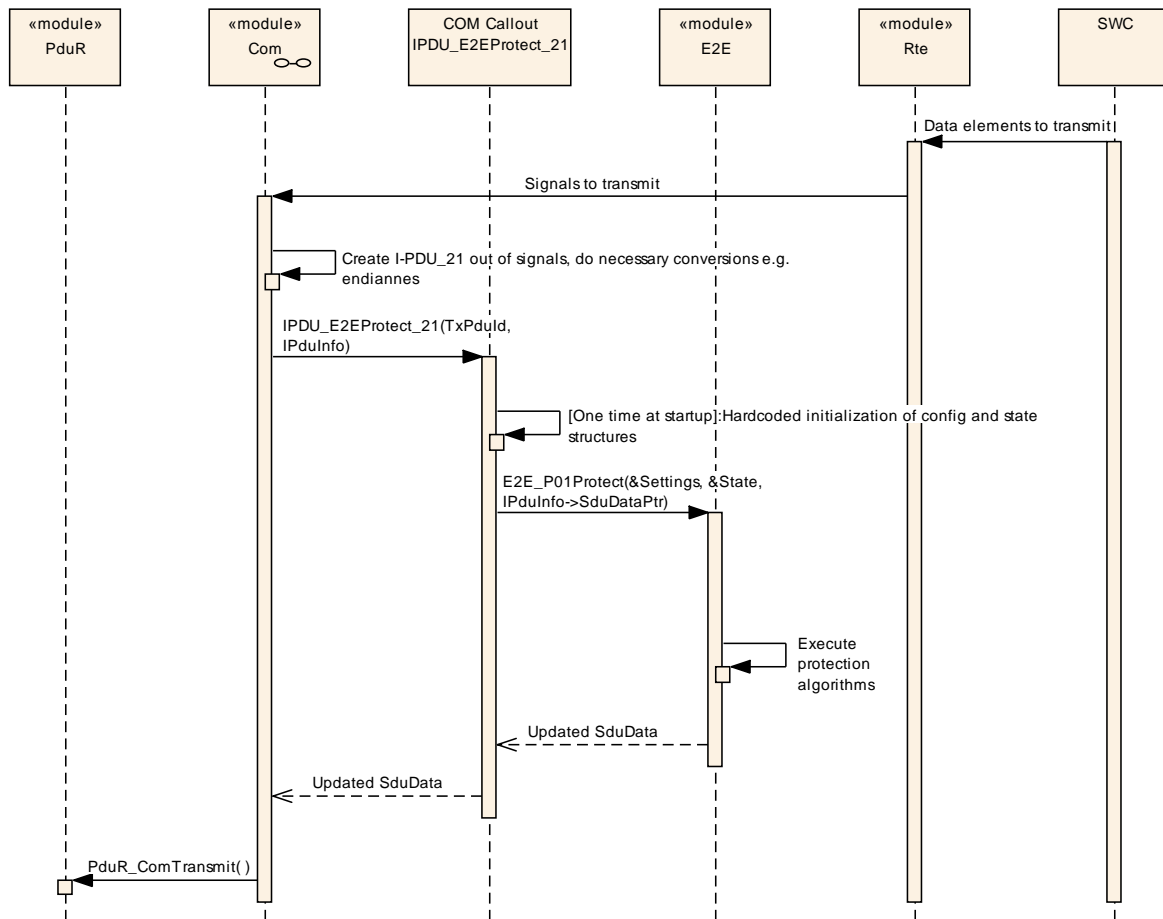 «module»
PduR
«module»
Com
COM Callout
IPDU_E2EProtect_21
«module»
E2E
«module»
Rte
SWC
Data elements to transmit
Signals to transmit
Create I-PDU_21 out of signals, do necessary conversions e.g.
endiannes
IPDU_E2EProtect_21(TxPduId,
IPduInfo)
[One time at startup]:Hardcoded initialization of config and state
structures
E2E_P01Protect(&Settings, &State,
IPduInfo->SduDataPtr)
Execute
protection
algorithms
Updated SduData
Updated SduData
PduR_ComTransmit( )